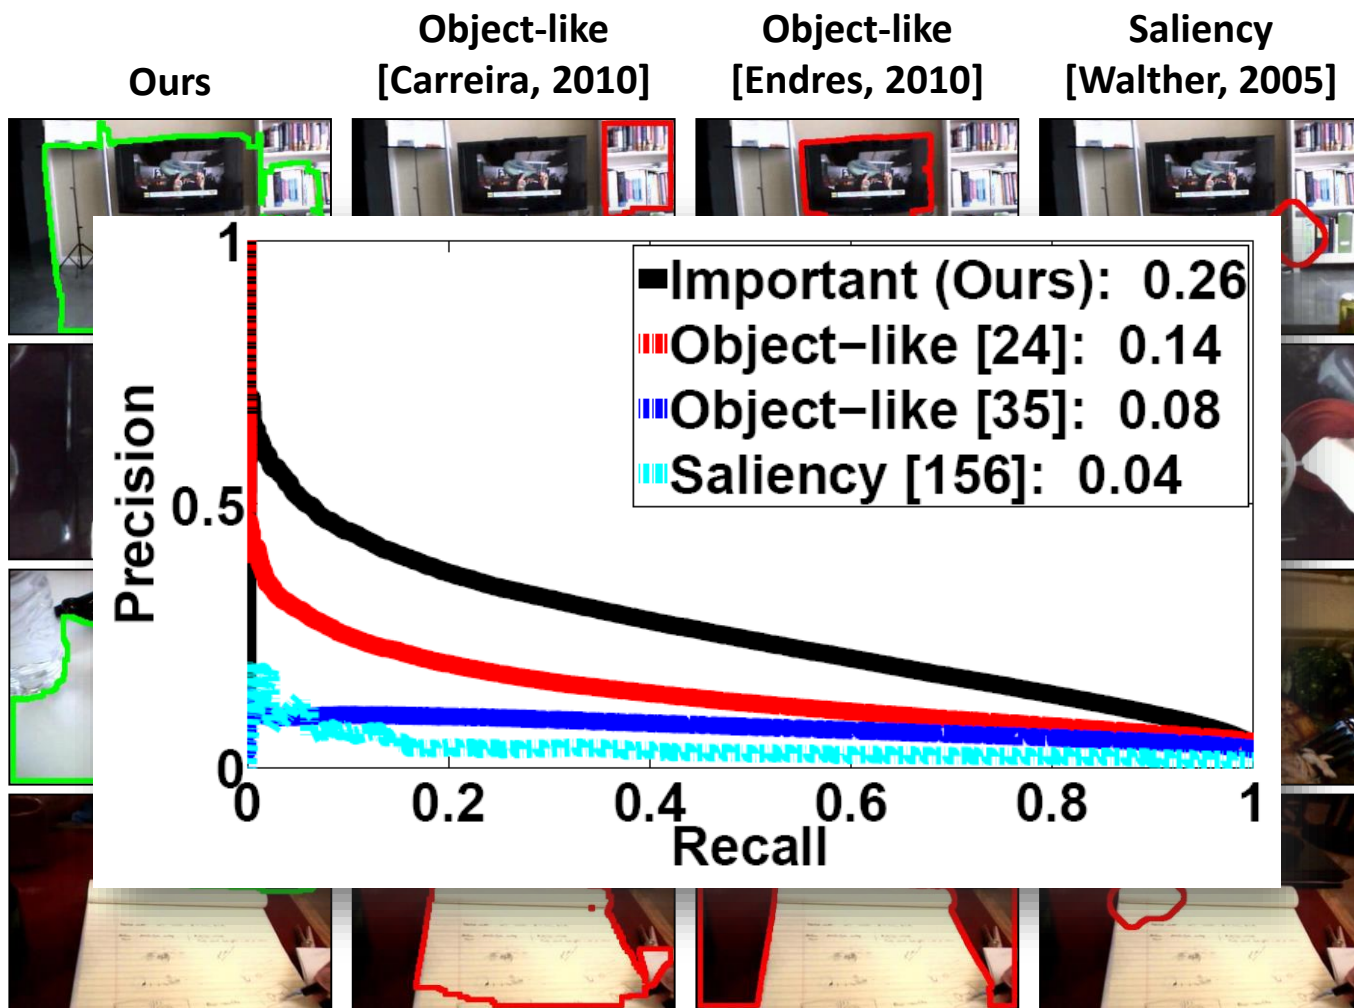 Ours
Object-like
[Carreira, 2010]
Object-like
[Endres, 2010]
Saliency
[Walther, 2005]
1
0.5
0
Precision
Important (Ours): 0.26
Object−like [24]: 0.14
Object−like [35]: 0.08
Saliency [156]: 0.04
0
0.2
0.4
0.6
0.8
1
Recall